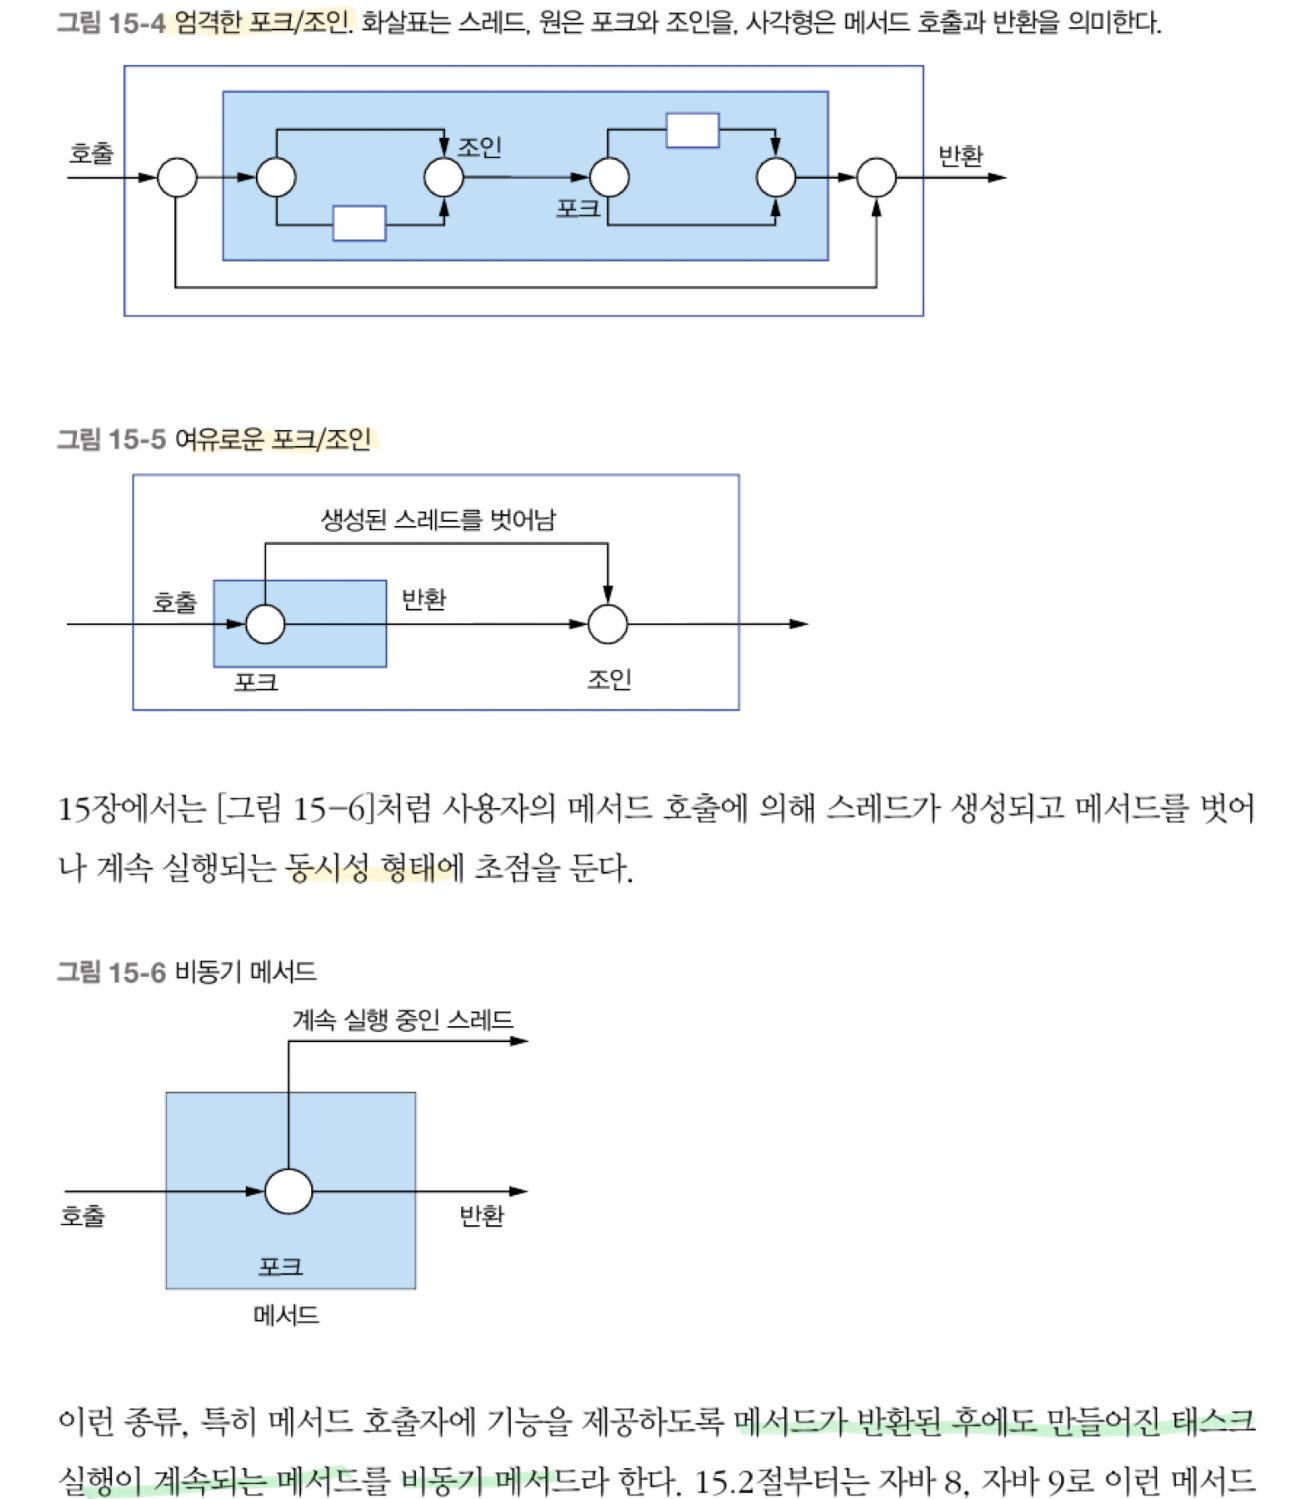 그림 15-4 엄격한 포크/조인. 화살표는 스레드, 원은 포크와 조인을, 사각형은 메서드 호출과 반환을 의미한다.
호출
조인
포크
반환
그림 15-5 여유로운 포크/조인
생성된 스레드를 벗어남
호출
반환
포크
조인
15장에서는 [그림 15-6]처럼 사용자의 메서드 호출에 의해 스레드가 생성되고 메서드를 벗어
나 계속 실행되는 동시성 형태에 초점을 둔다.
그림 15-6 비동기 메서드
계속 실행 중인 스레드
호출
반환
포크
메서드
이런 종류, 특히 메서드 호출자에 기능을 제공하도록 메서드가 반환된 후에도 만들어진 태스크
실행이 계속되는 메서드를 비동기 메서드라 한다. 15.2절부터는 자바 8, 자바 9로 이런 메서드